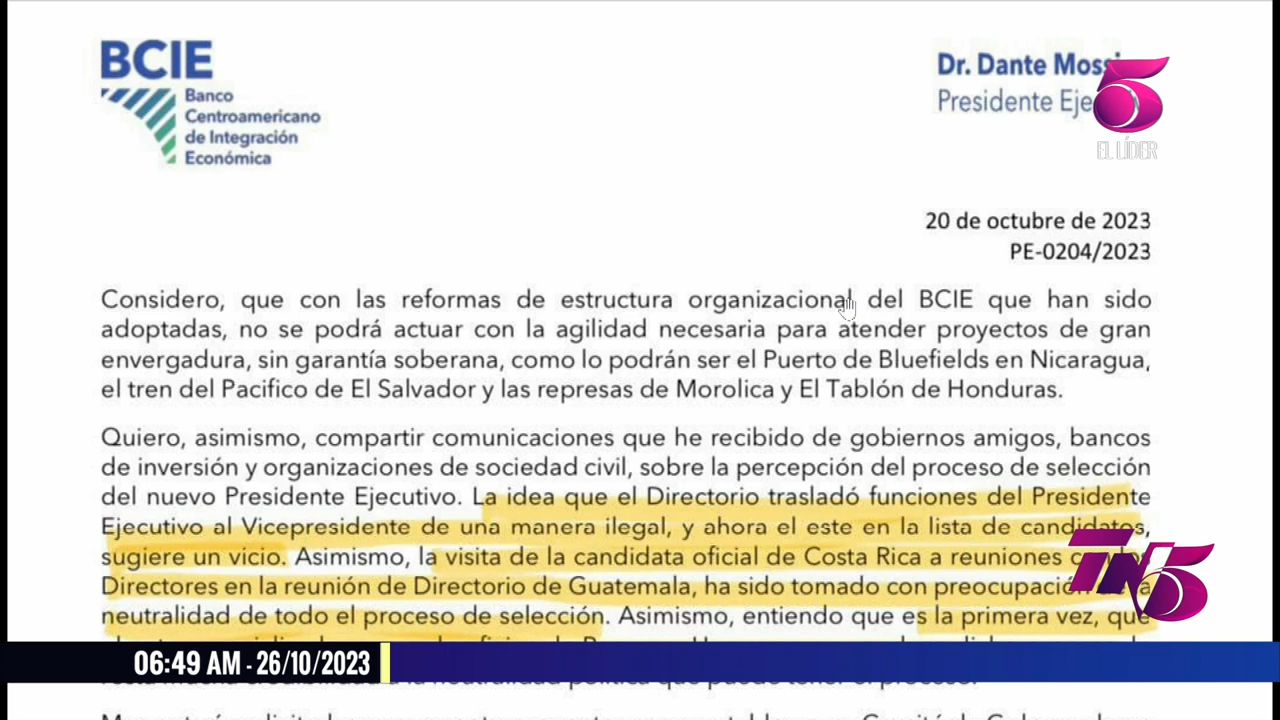 BCIE
Banco
Centroamericano
de Integración
Económica
Dr. Dante Mossi
Presidente
5
EL LÍDER
20 de octubre de 2023
PE-0204/2023
Considero, que con las reformas de estructura organizacional del BCIE que han sido
adoptadas, no se podrá actuar con la agilidad necesaria para atender proyectos de gran
envergadura, sin garantía soberana, como lo podrán ser el Puerto de Bluefields en Nicaragua,
el tren del Pacifico de El Salvador y las represas de Morolica y El Tablón de Honduras.
Quiero, asimismo, compartir comunicaciones que he recibido de gobiernos amigos, bancos
de inversión y organizaciones de sociedad civil, sobre la percepción del proceso de selección
del nuevo Presidente Ejecutivo. La idea que el Directorio trasladó funciones del Presidente
Ejecutivo al Vicepresidente de una manera ilegal, y ahora el este en la lista de candidatos,
sugiere un vicio. Asimismo, la visita de la candidata oficial de Costa Rica a reuniones
Directores en la reunión de Directorio de Guatemala, ha sido tomado con preocupación
neutralidad de todo el proceso de selección. Asimismo, entiendo que es la primera vez, que
TN5
06:49 AM - 26/10/2023